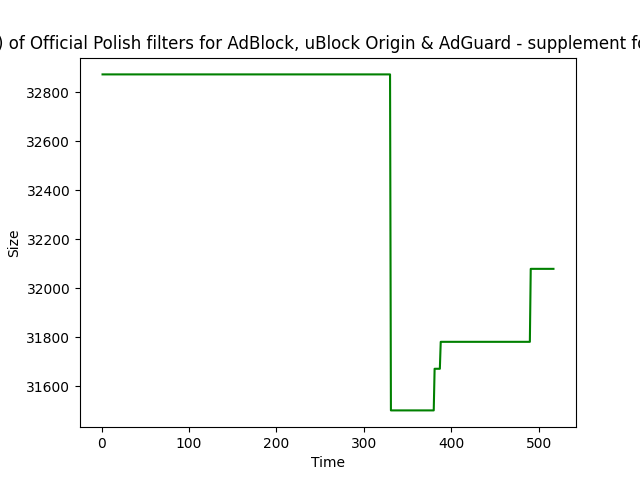 ) of Official Polish filters for AdBlock, uBlock Origin & AdGuard - supplement fo
32800
32600
32400
32200
32000
31800
31600
Size
0 100 200 300 400 500
Time